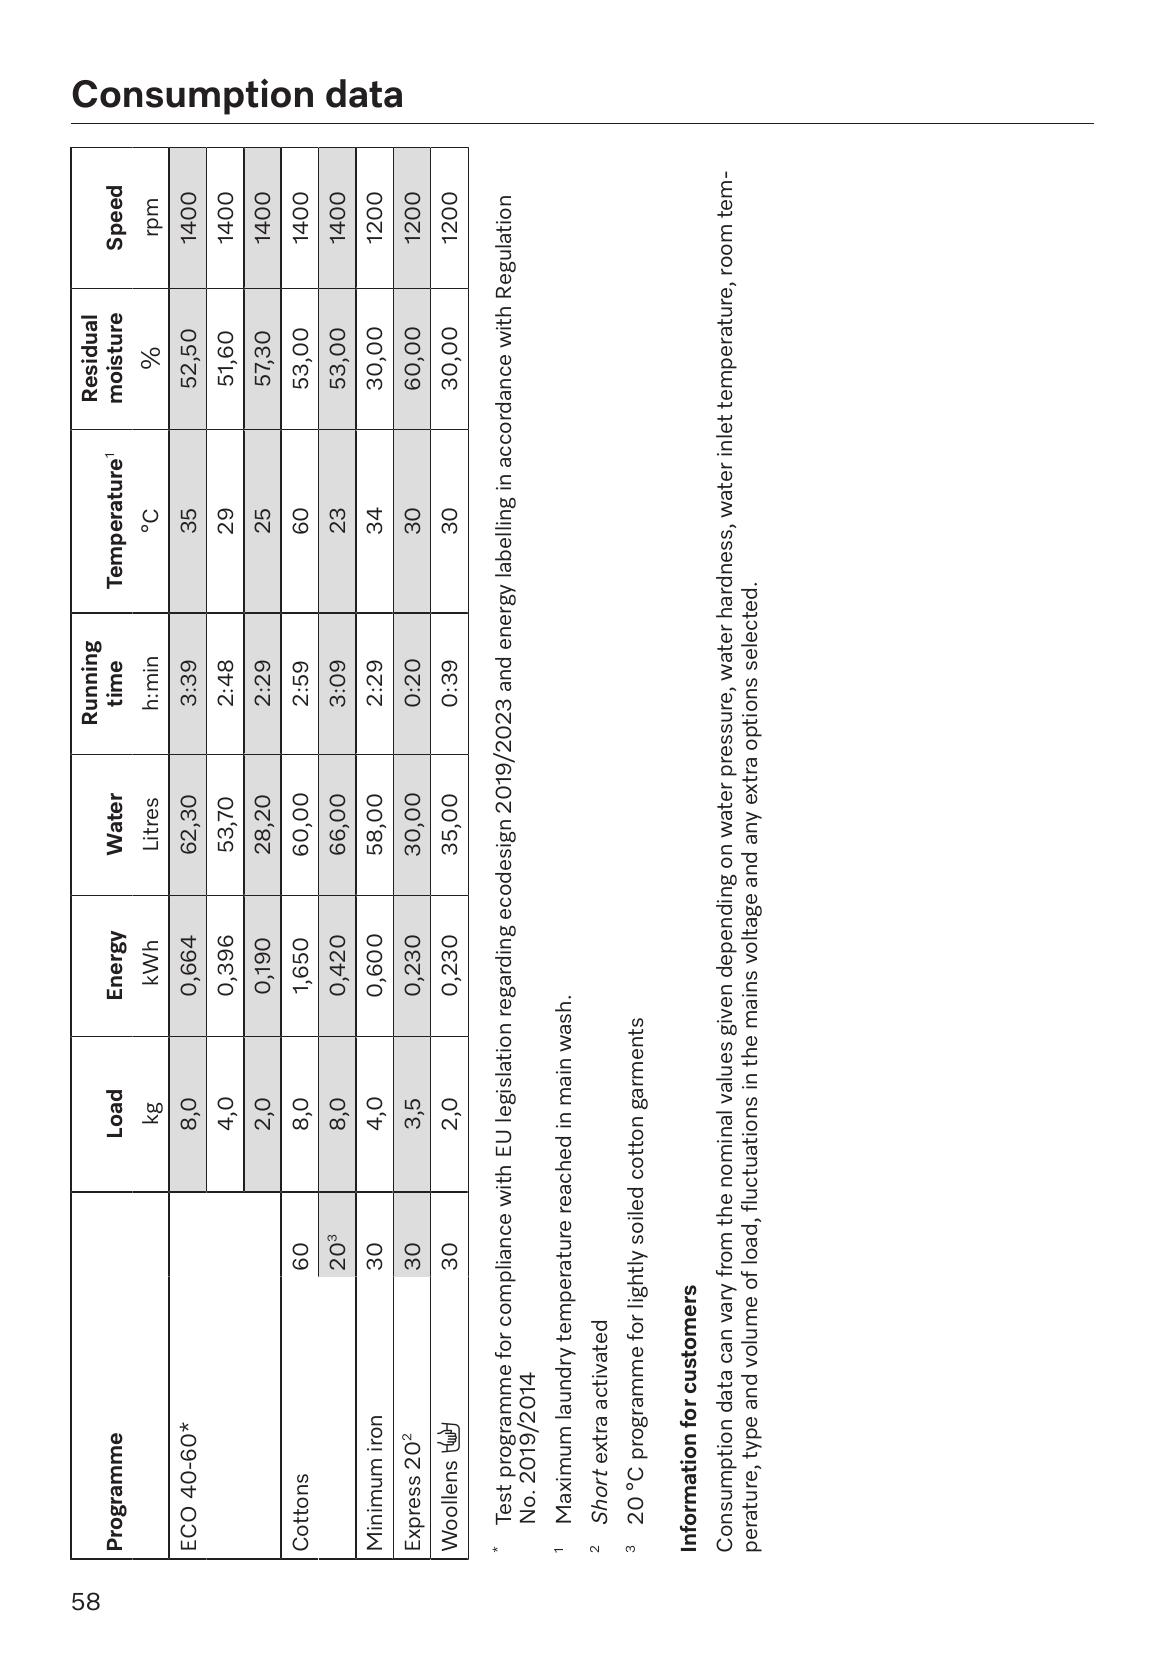 Consumption data
Programme Load Energy Water Running time Temperature¹ Residual moisture Speed
kg kWh Litres h:min °C % rpm
ECO 40-60* 8,0 0,664 62,30 3:39 35 52,50 1400
4,0 0,396 53,70 2:48 29 51,60 1400
2,0 0,190 28,20 2:29 25 57,30 1400
Cottons 60 8,0 1,650 60,00 2:59 60 53,00 1400
20³ 8,0 0,420 66,00 3:09 23 53,00 1400
Minimum iron 30 4,0 0,600 58,00 2:29 34 30,00 1200
Express 20² 30 3,5 0,230 30,00 0:20 30 60,00 1200
Woollens 30 2,0 0,230 35,00 0:39 30 30,00 1200
* Test programme for compliance with EU legislation regarding ecodesign 2019/2023 and energy labelling in accordance with Regulation
No. 2019/2014
¹ Maximum laundry temperature reached in main wash.
² Short extra activated
³ 20 °C programme for lightly soiled cotton garments
Information for customers
Consumption data can vary from the nominal values given depending on water pressure, water hardness, water inlet temperature, room tem-
perature, type and volume of load, fluctuations in the mains voltage and any extra options selected.
58